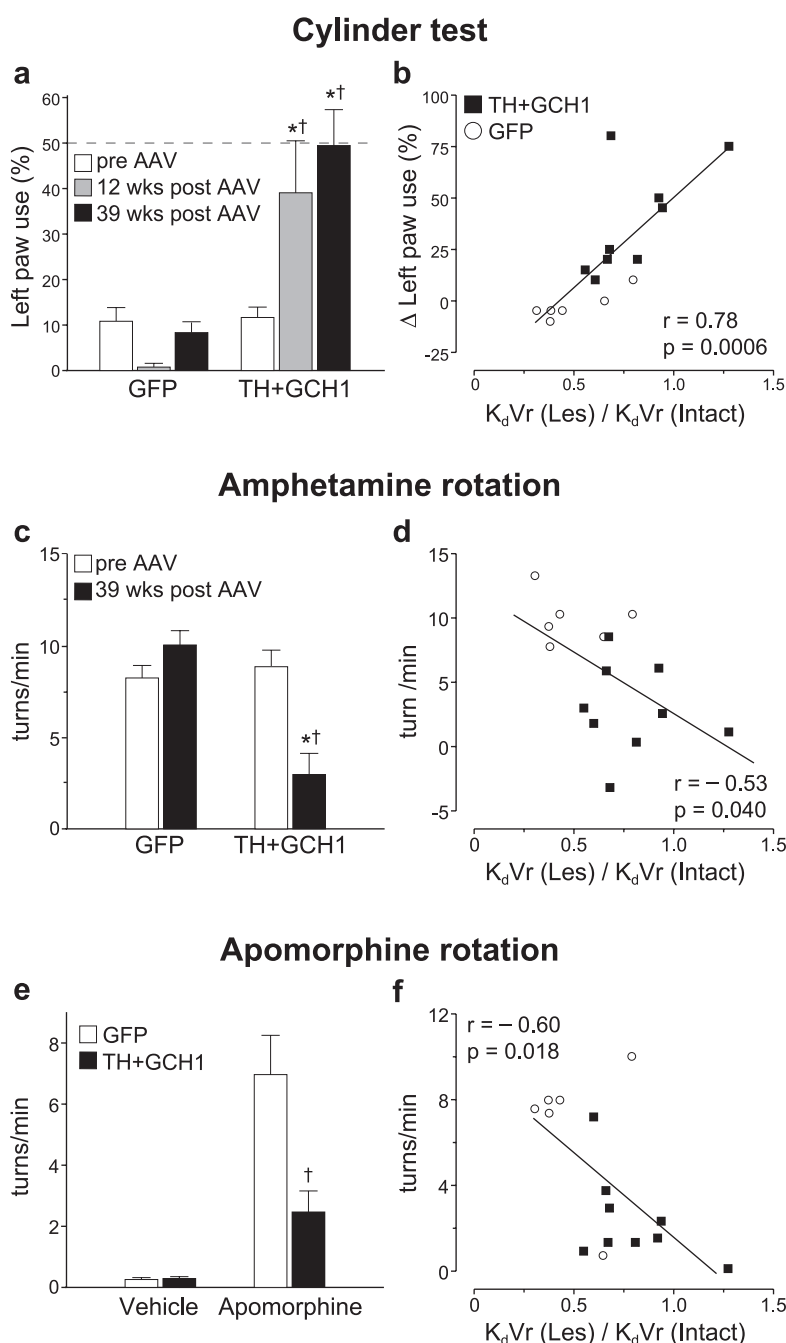 Cylinder test
a
Left paw use (%)
60
50
40
30
20
10
0
pre AAV
12 wks post AAV
39 wks post AAV
*†
*†
GFP
TH+GCH1
b
Δ Left paw use (%)
100
75
50
25
0
-25
TH+GCH1
GFP
r = 0.78
p = 0.0006
0
0.5
1.0
1.5
KdVr (Les) / KdVr (Intact)
Amphetamine rotation
c
turns/min
15
10
5
0
pre AAV
39 wks post AAV
*†
GFP
TH+GCH1
d
turn /min
15
10
5
0
-5
r = − 0.53
p = 0.040
0
0.5
1.0
1.5
KdVr (Les) / KdVr (Intact)
Apomorphine rotation
e
turns/min
8
6
4
2
0
GFP
TH+GCH1
†
Vehicle
Apomorphine
f
turns/min
12
8
4
0
r = − 0.60
p = 0.018
0
0.5
1.0
1.5
KdVr (Les) / KdVr (Intact)